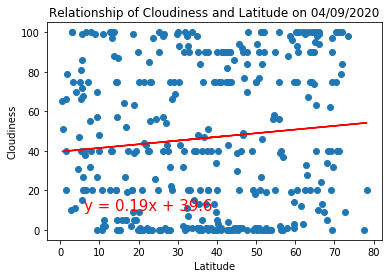 Relationship of Cloudiness and Latitude on 04/09/2020
100
80
60
40
20
0
Cloudiness
y = 0.19x + 39.6
0 10 20 30 40 50 60 70 80
Latitude